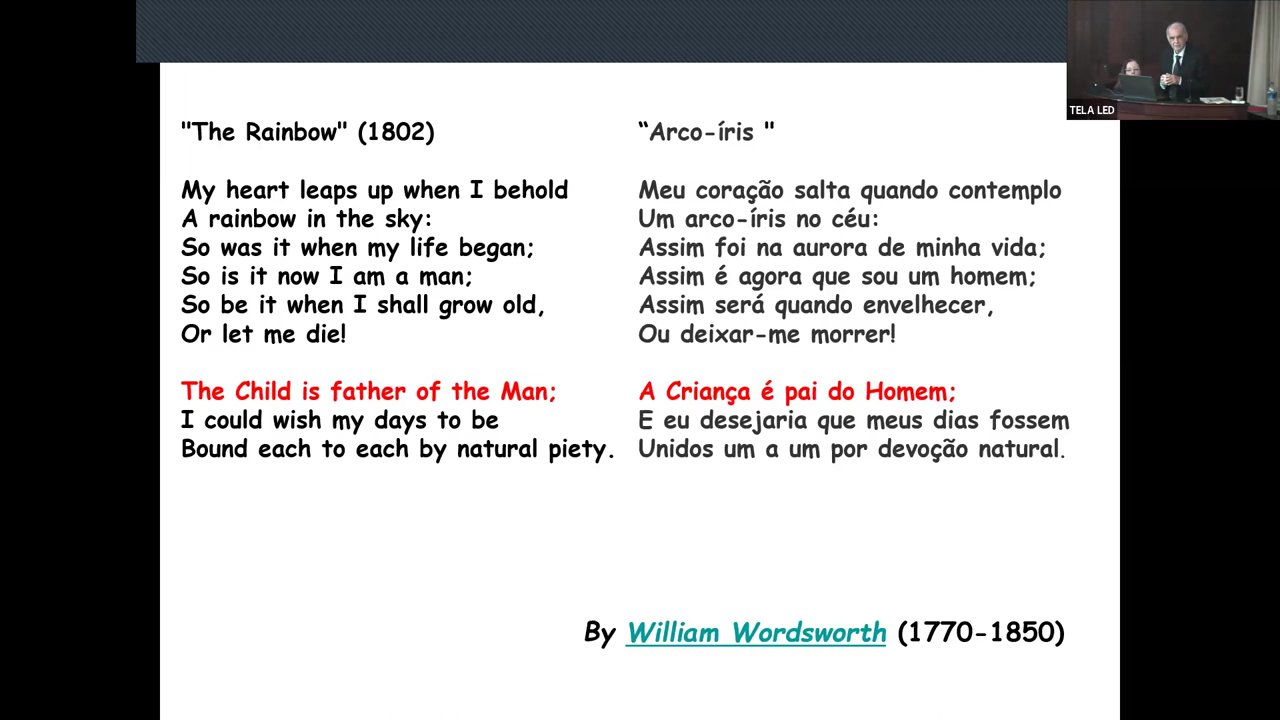 TELA LED
"The Rainbow" (1802)
My heart leaps up when I behold
A rainbow in the sky:
So was it when my life began;
So is it now I am a man;
So be it when I shall grow old,
Or let me die!
The Child is father of the Man;
I could wish my days to be
Bound each to each by natural piety.
“Arco-íris "
Meu coração salta quando contemplo
Um arco-íris no céu:
Assim foi na aurora de minha vida;
Assim é agora que sou um homem;
Assim será quando envelhecer,
Ou deixar-me morrer!
A Criança é pai do Homem;
E eu desejaria que meus dias fossem
Unidos um a um por devoção natural.
By William Wordsworth (1770-1850)